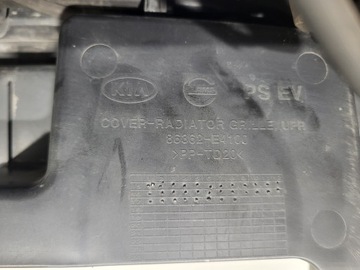 KIA PS EV
COVER-RADIATOR GRILLE, UPR
>PP-TD20<